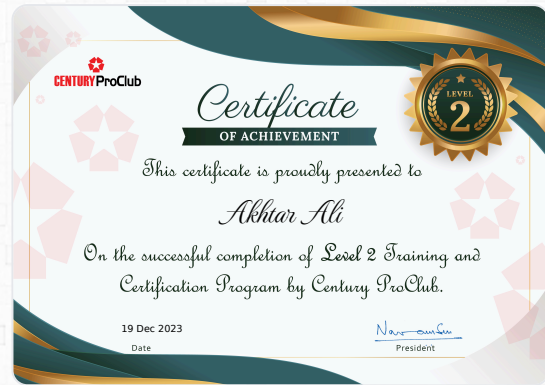 CENTURY ProClub
Certificate
OF ACHIEVEMENT
LEVEL
2
This certificate is proudly presented to
Akhtar Ali
On the successful completion of Level 2 Training and
Certification Program by Century ProClub.
19 Dec 2023
Date
President